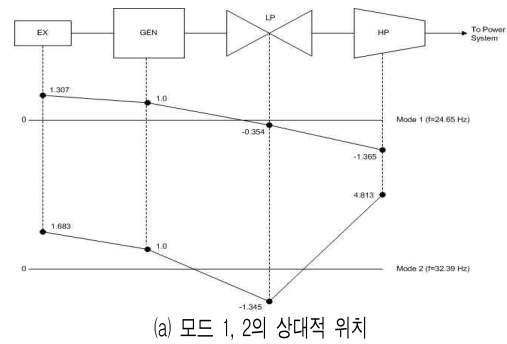 EX
GEN
LP
HP
To Power
System
1.307
1.0
0
-0.354
Mode 1 (f=24.65 Hz)
-1.365
4.813
1.683
1.0
0
Mode 2 (f=32.39 Hz)
-1.345
(a) 모드 1, 2의 상대적 위치